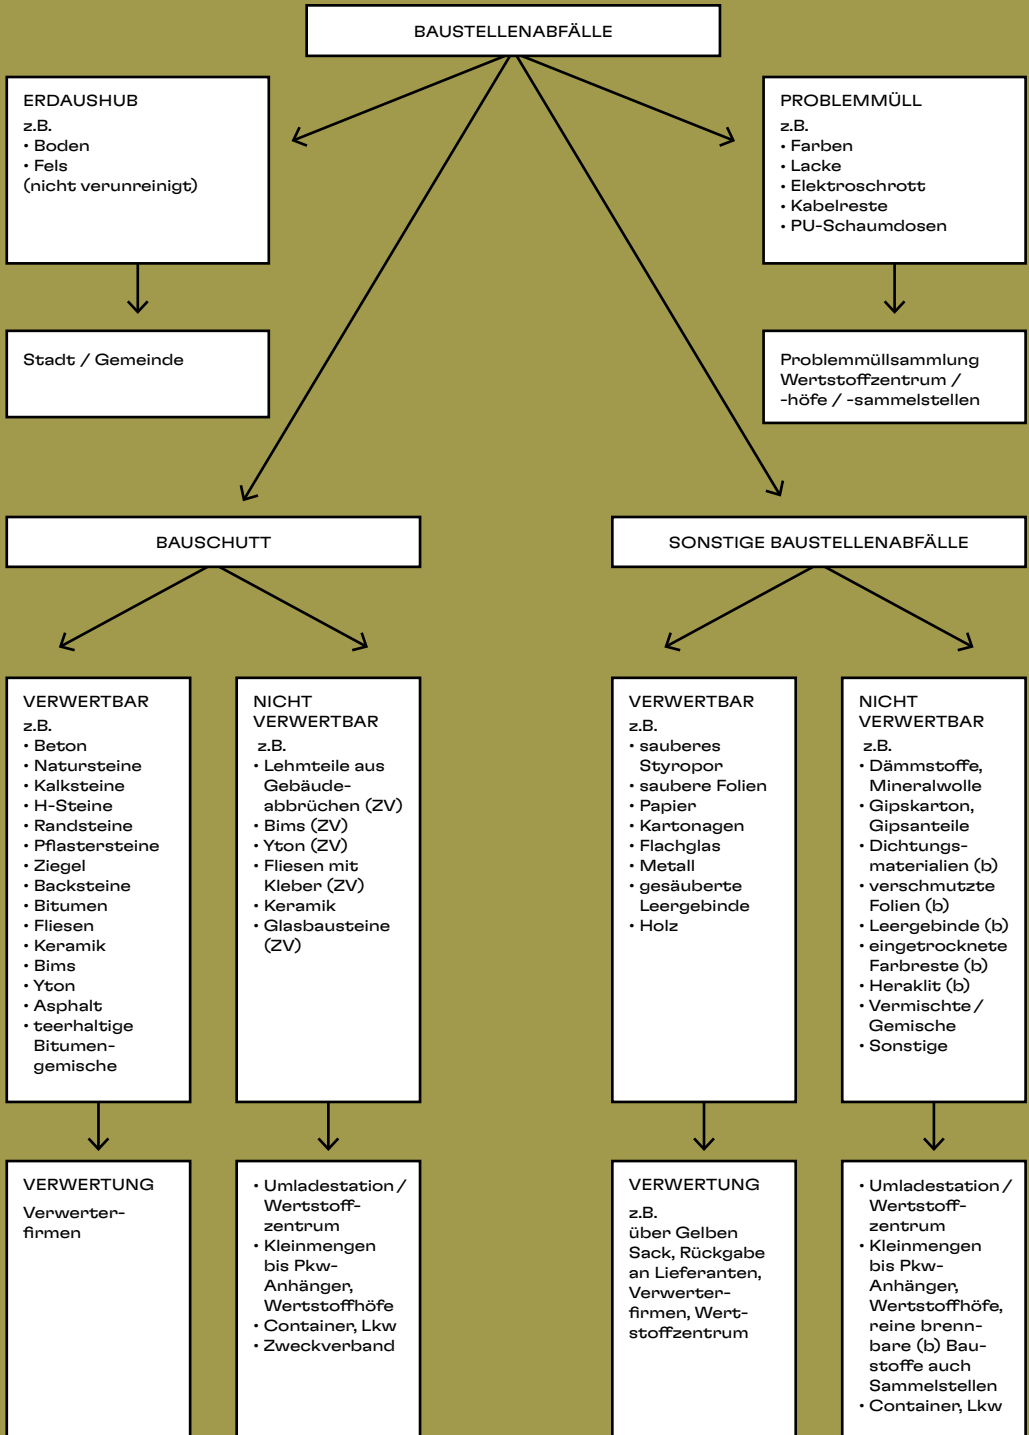 BAUSTELLENABFÄLLE
ERDAUSHUB
z.B.
• Boden
• Fels
(nicht verunreinigt)
PROBLEMMÜLL
z.B.
• Farben
• Lacke
• Elektroschrott
• Kabelreste
• PU-Schaumdosen
Stadt / Gemeinde
Problemmüllsammlung
Wertstoffzentrum /
-höfe / -sammelstellen
BAUSCHUTT
SONSTIGE BAUSTELLENABFÄLLE
VERWERTBAR
z.B.
• Beton
• Natursteine
• Kalksteine
• H-Steine
• Randsteine
• Pflastersteine
• Ziegel
• Backsteine
• Bitumen
• Fliesen
• Keramik
• Bims
• Yton
• Asphalt
• teerhaltige
Bitumen-
gemische
NICHT
VERWERTBAR
z.B.
• Lehmteile aus
Gebäude-
abbrüchen (ZV)
• Bims (ZV)
• Yton (ZV)
• Fliesen mit
Kleber (ZV)
• Keramik
• Glasbausteine
(ZV)
VERWERTBAR
z.B.
• sauberes
Styropor
• saubere Folien
• Papier
• Kartonagen
• Flachglas
• Metall
• gesäuberte
Leergebinde
• Holz
NICHT
VERWERTBAR
z.B.
• Dämmstoffe,
Mineralwolle
• Gipskarton,
Gipsanteile
• Dichtungs-
materialien (b)
• verschmutzte
Folien (b)
• Leergebinde (b)
• eingetrocknete
Farbreste (b)
• Heraklit (b)
• Vermischte /
Gemische
• Sonstige
VERWERTUNG
Verwerter-
firmen
• Umladestation /
Wertstoff-
zentrum
• Kleinmengen
bis Pkw-
Anhänger,
Wertstoffhöfe
• Container, Lkw
• Zweckverband
VERWERTUNG
z.B.
über Gelben
Sack, Rückgabe
an Lieferanten,
Verwerter-
firmen, Wert-
stoffzentrum
• Umladestation /
Wertstoff-
zentrum
• Kleinmengen
bis Pkw-
Anhänger,
Wertstoffhöfe,
reine brenn-
bare (b) Bau-
stoffe auch
Sammelstellen
• Container, Lkw